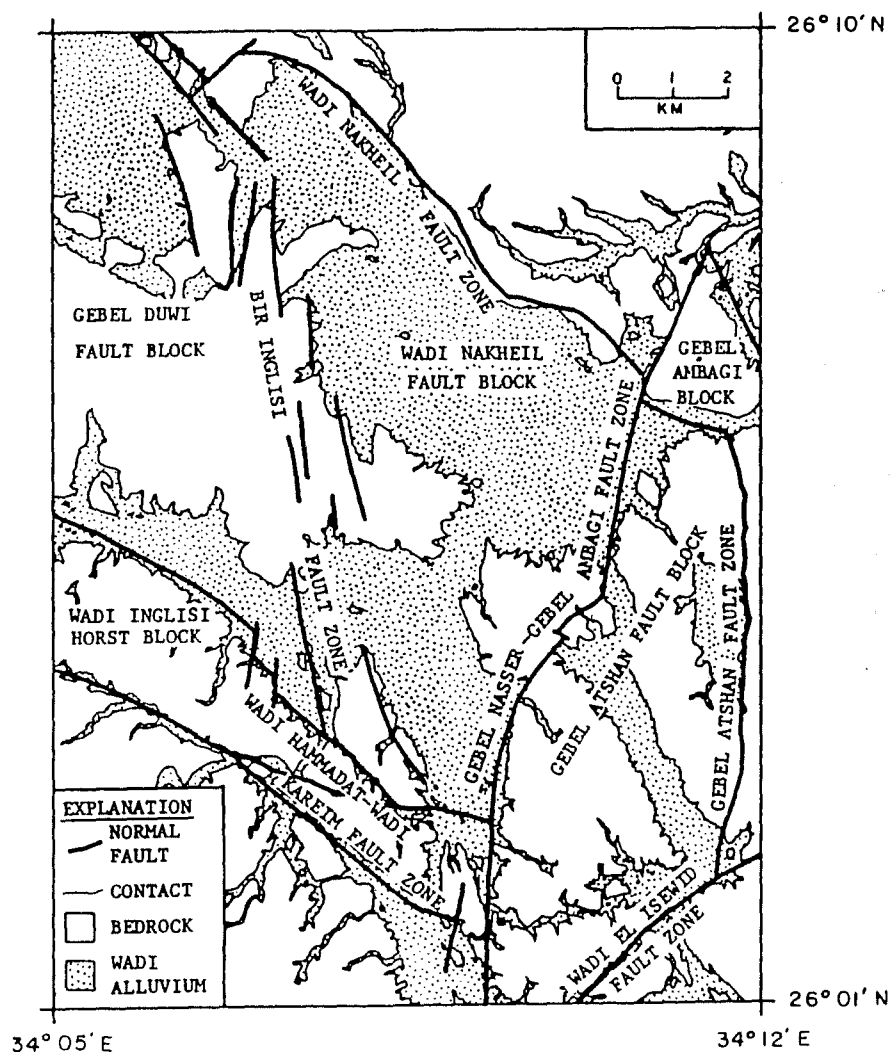 26° 10' N
0 1 2
KM
WADI NAKHEIL FAULT ZONE
GEBEL DUWI
FAULT BLOCK
BIR INGLISI FAULT ZONE
WADI NAKHEIL
FAULT BLOCK
GEBEL
AMBAGI
BLOCK
GEBEL NASSER-GEBEL AMBAGI FAULT ZONE
GEBEL ATSHAN FAULT BLOCK
GEBEL ATSHAN FAULT ZONE
WADI INGLISI
HORST BLOCK
WADI HAMMADAT-WADI
KAREIM FAULT ZONE
WADI EL ISEWID
FAULT ZONE
EXPLANATION
NORMAL
FAULT
CONTACT
BEDROCK
WADI
ALLUVIUM
26° 01' N
34° 05' E
34° 12' E